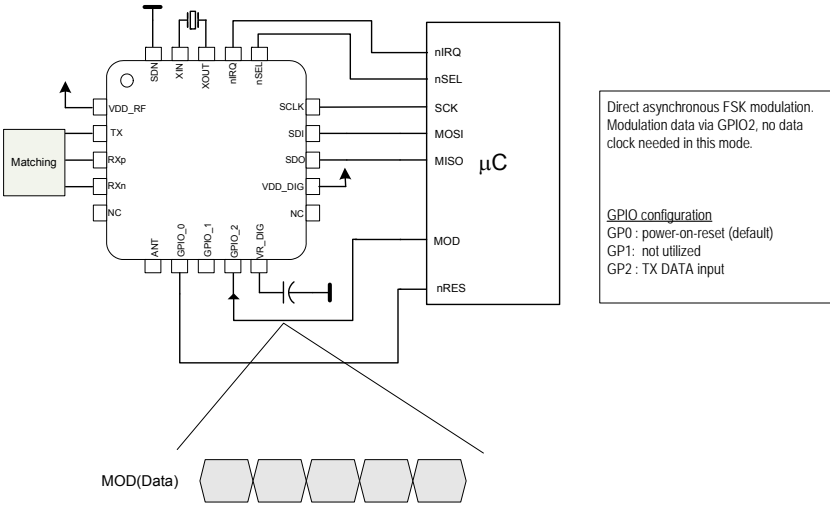 SDN
XIN
XOUT
nIRQ
nSEL
VDD_RF
TX
RXp
RXn
NC
SCLK
SDI
SDO
VDD_DIG
NC
ANT
GPIO_0
GPIO_1
GPIO_2
VR_DIG
Matching
nIRQ
nSEL
SCK
MOSI
MISO
μC
MOD
nRES
Direct asynchronous FSK modulation.
Modulation data via GPIO2, no data
clock needed in this mode.
GPIO configuration
GP0 : power-on-reset (default)
GP1: not utilized
GP2 : TX DATA input
MOD(Data)